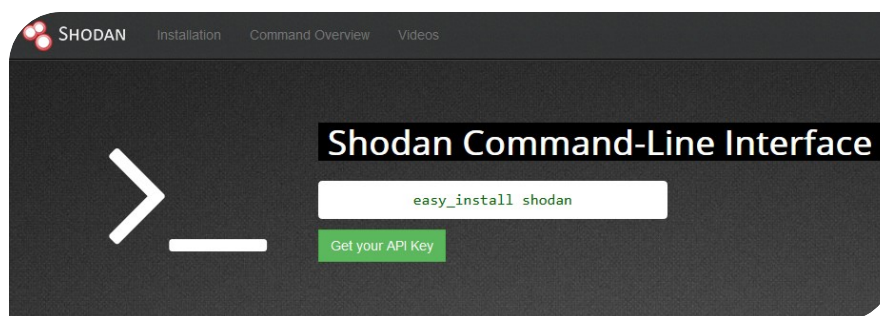 SHODAN Installation Command Overview Videos
Shodan Command-Line Interface
easy_install shodan
Get your API Key